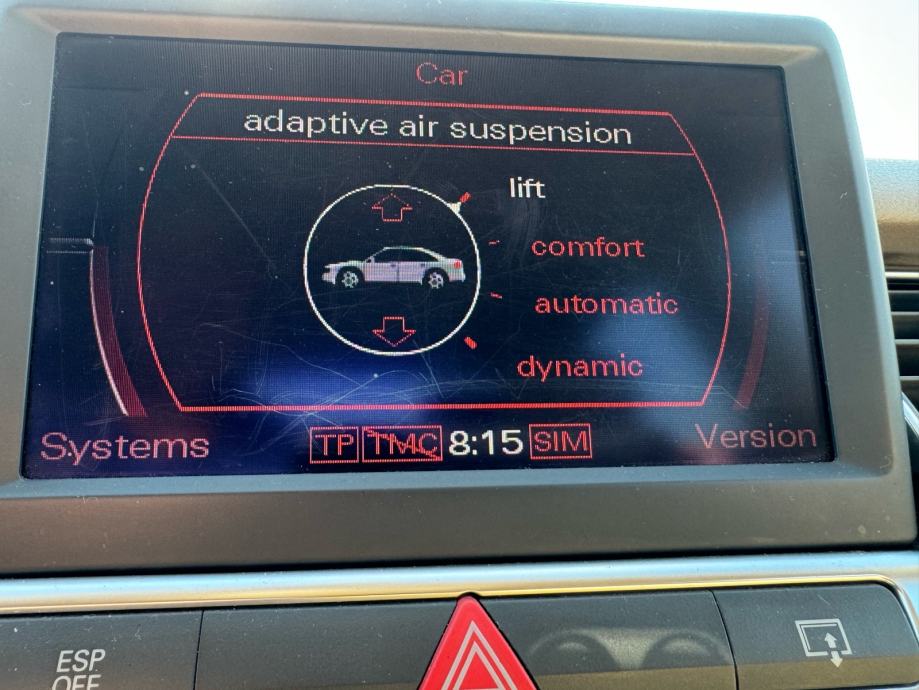 Car
adaptive air suspension
lift
comfort
automatic
dynamic
Systems
TP TMC 8:15 SIM
Version
ESP
OFF